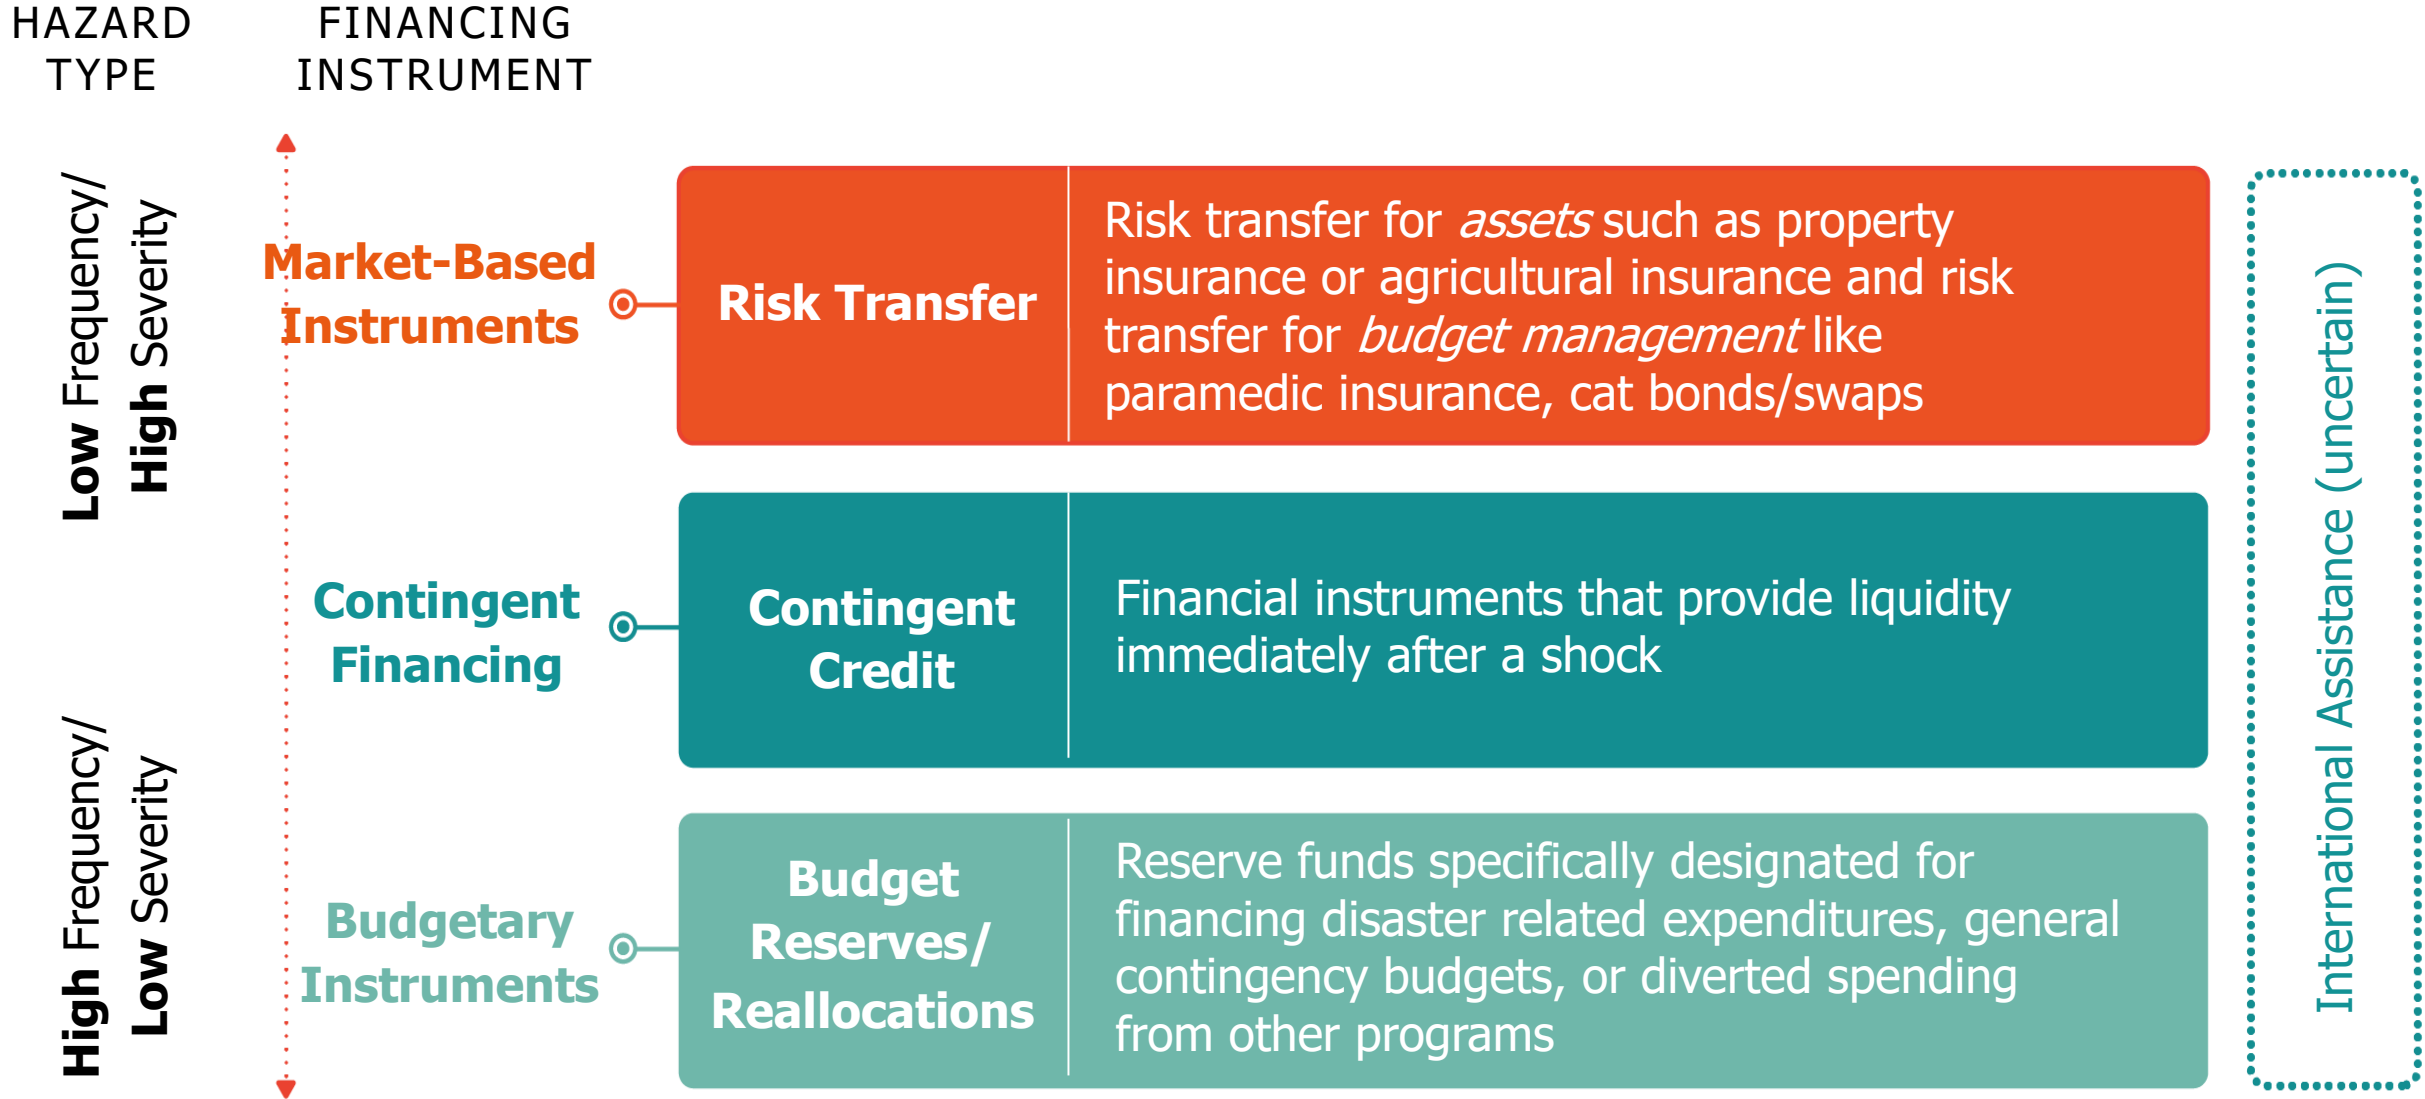 HAZARD
TYPE
FINANCING
INSTRUMENT
Low Frequency/
High Severity
Market-Based
Instruments
Risk Transfer
Risk transfer for assets such as property
insurance or agricultural insurance and risk
transfer for budget management like
paramedic insurance, cat bonds/swaps
Contingent
Financing
Contingent
Credit
Financial instruments that provide liquidity
immediately after a shock
High Frequency/
Low Severity
Budgetary
Instruments
Budget
Reserves/
Reallocations
Reserve funds specifically designated for
financing disaster related expenditures, general
contingency budgets, or diverted spending
from other programs
International Assistance (uncertain)